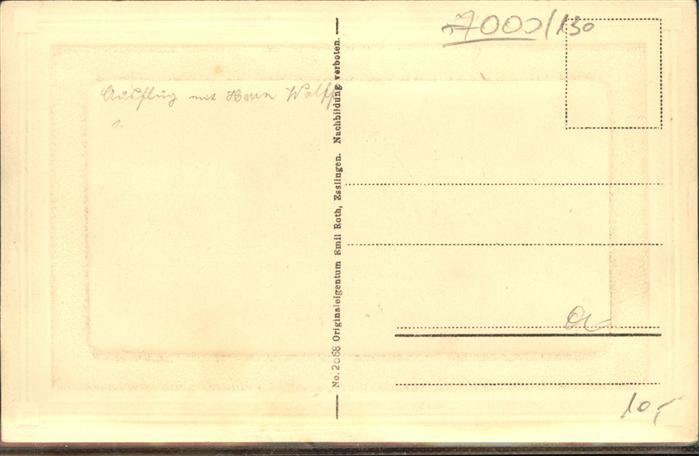 7000/130
Ausflug mit Herrn Wolff
No. 2068 Originaleigentum Emil Roth, Esslingen. Nachbildung verboten.
10,-